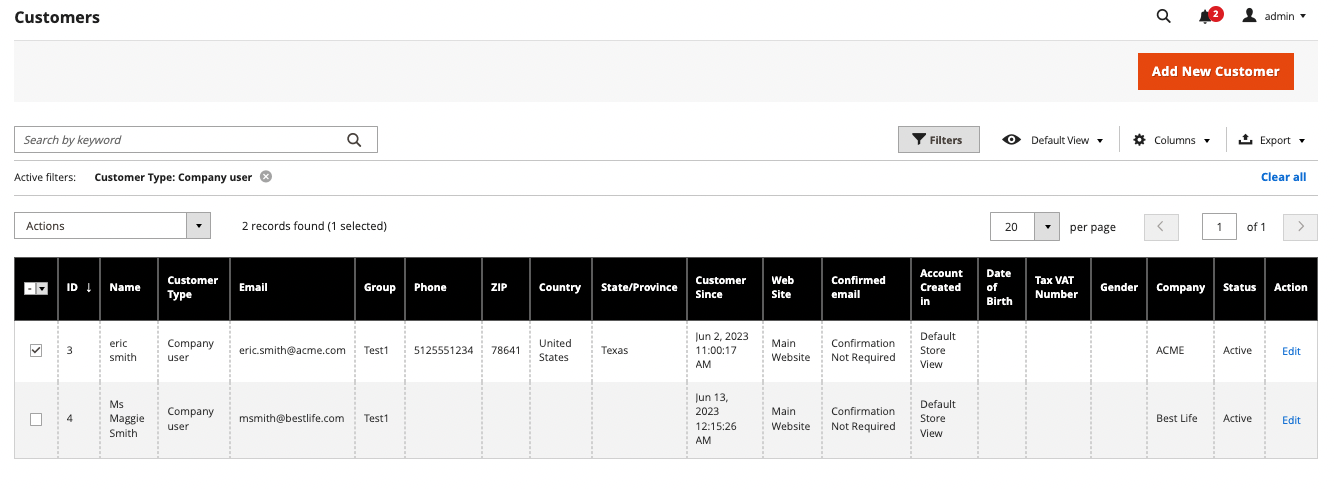 Customers
2
admin
Add New Customer
Search by keyword
Filters
Default View
Columns
Export
Active filters: Customer Type: Company user
Clear all
Actions
2 records found (1 selected)
20
per page
1
of 1
- ID ↓ Name Customer Type Email Group Phone ZIP Country State/Province Customer Since Web Site Confirmed email Account Created in Date of Birth Tax VAT Number Gender Company Status Action
3 eric smith Company user eric.smith@acme.com Test1 5125551234 78641 United States Texas Jun 2, 2023 11:00:17 AM Main Website Confirmation Not Required Default Store View ACME Active Edit
4 Ms Maggie Smith Company user msmith@bestlife.com Test1 Jun 13, 2023 12:15:26 AM Main Website Confirmation Not Required Default Store View Best Life Active Edit